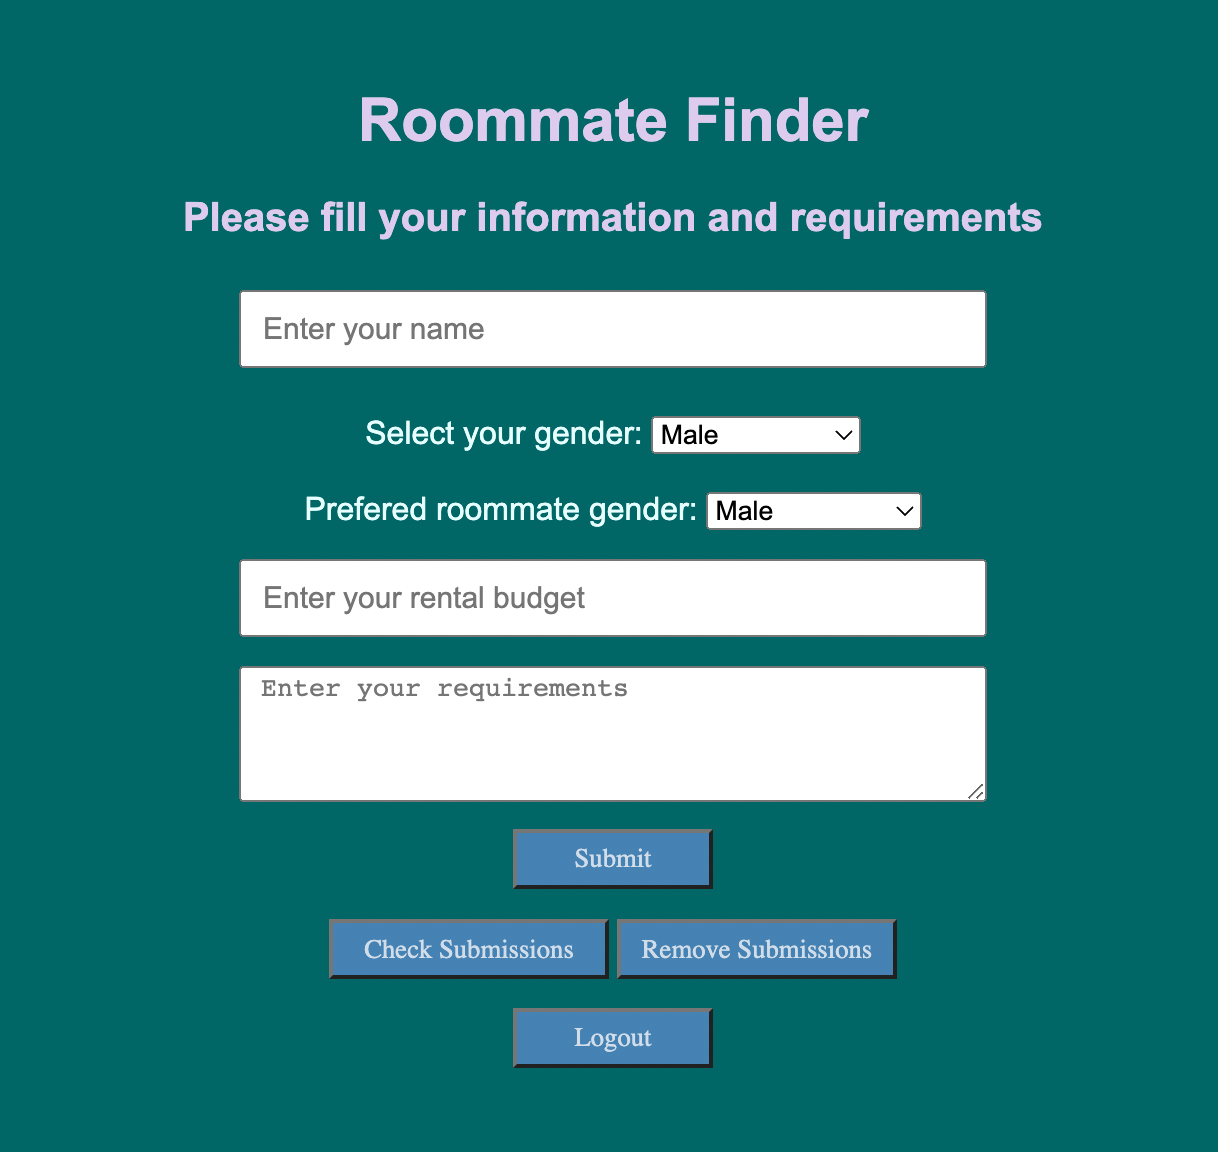 Roommate Finder
Please fill your information and requirements
Enter your name
Select your gender: Male
Prefered roommate gender: Male
Enter your rental budget
Enter your requirements
Submit
Check Submissions Remove Submissions
Logout